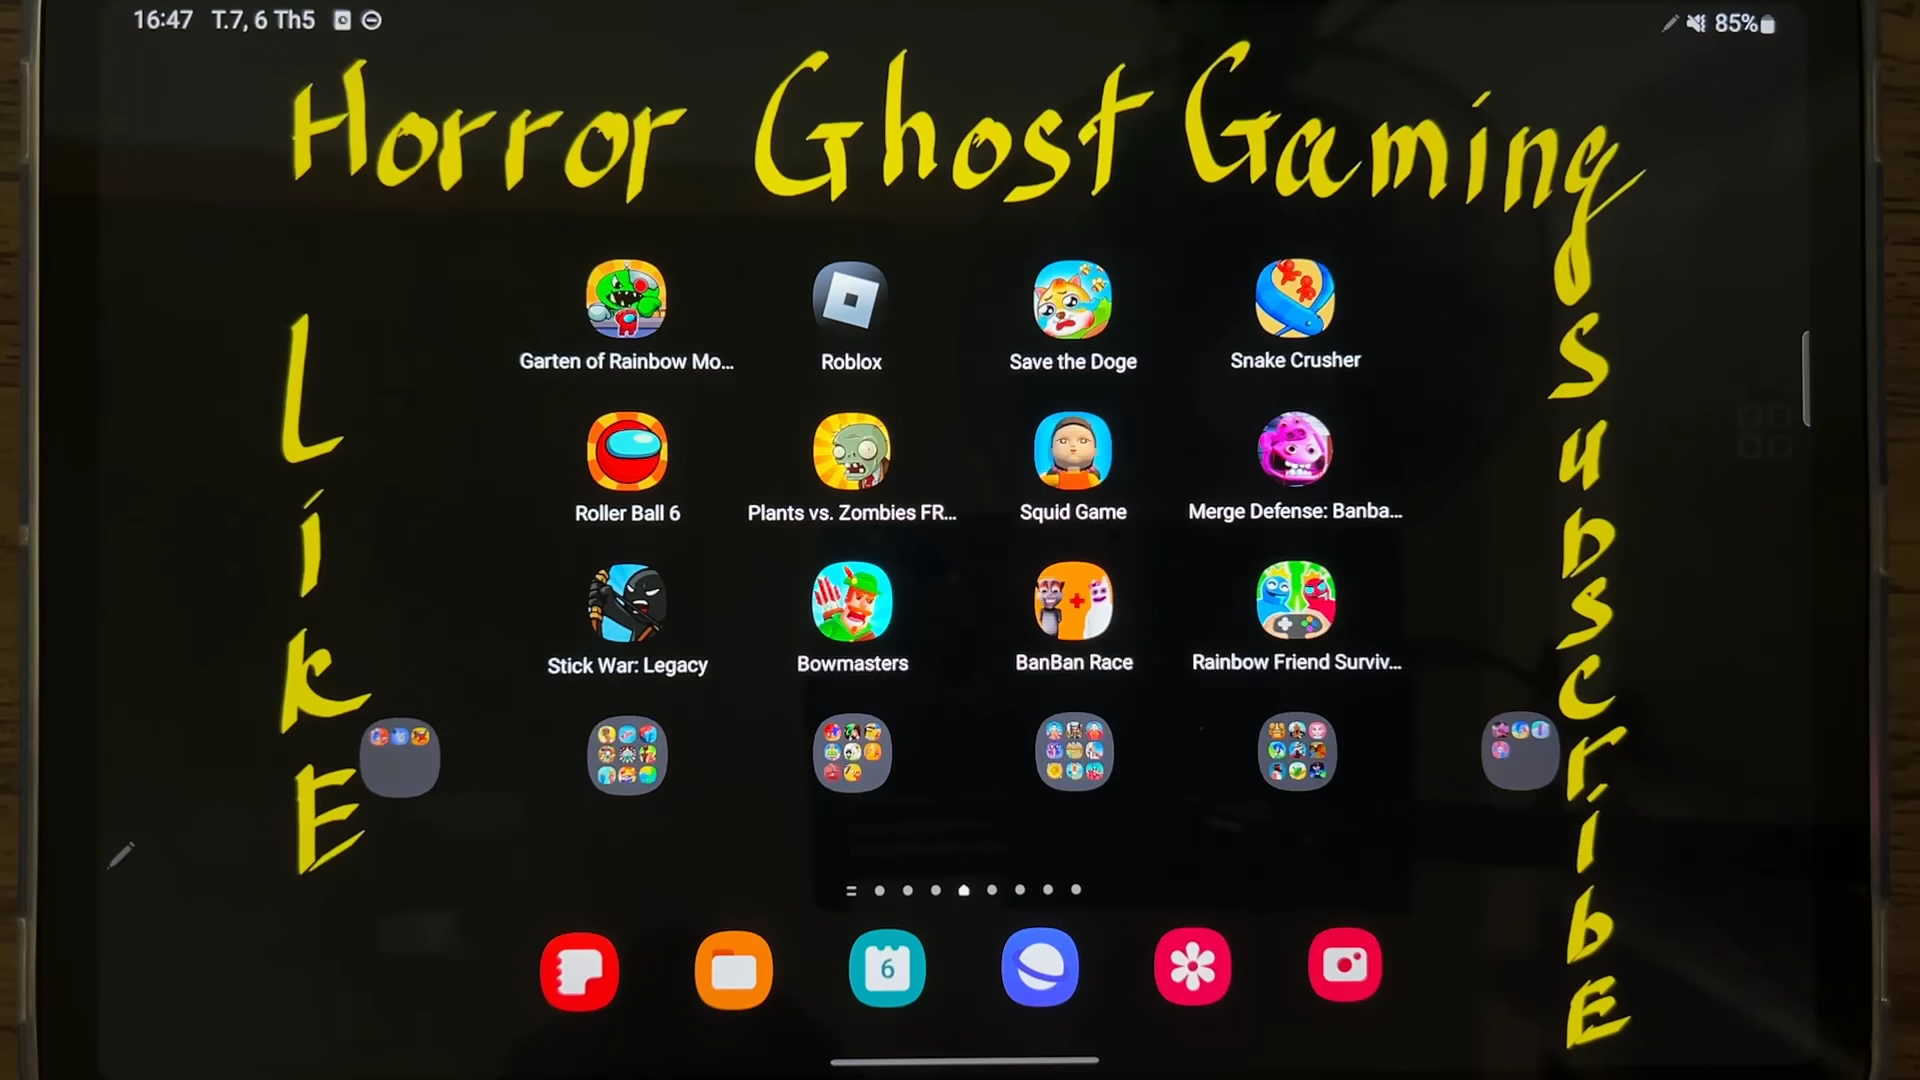 16:47 T.7, 6 Th5 85%
Horror Ghost Gaming
LikE
SubscribE
Garten of Rainbow Mo... Roblox Save the Doge Snake Crusher
Roller Ball 6 Plants vs. Zombies FR... Squid Game Merge Defense: Banba...
Stick War: Legacy Bowmasters BanBan Race Rainbow Friend Surviv...
6